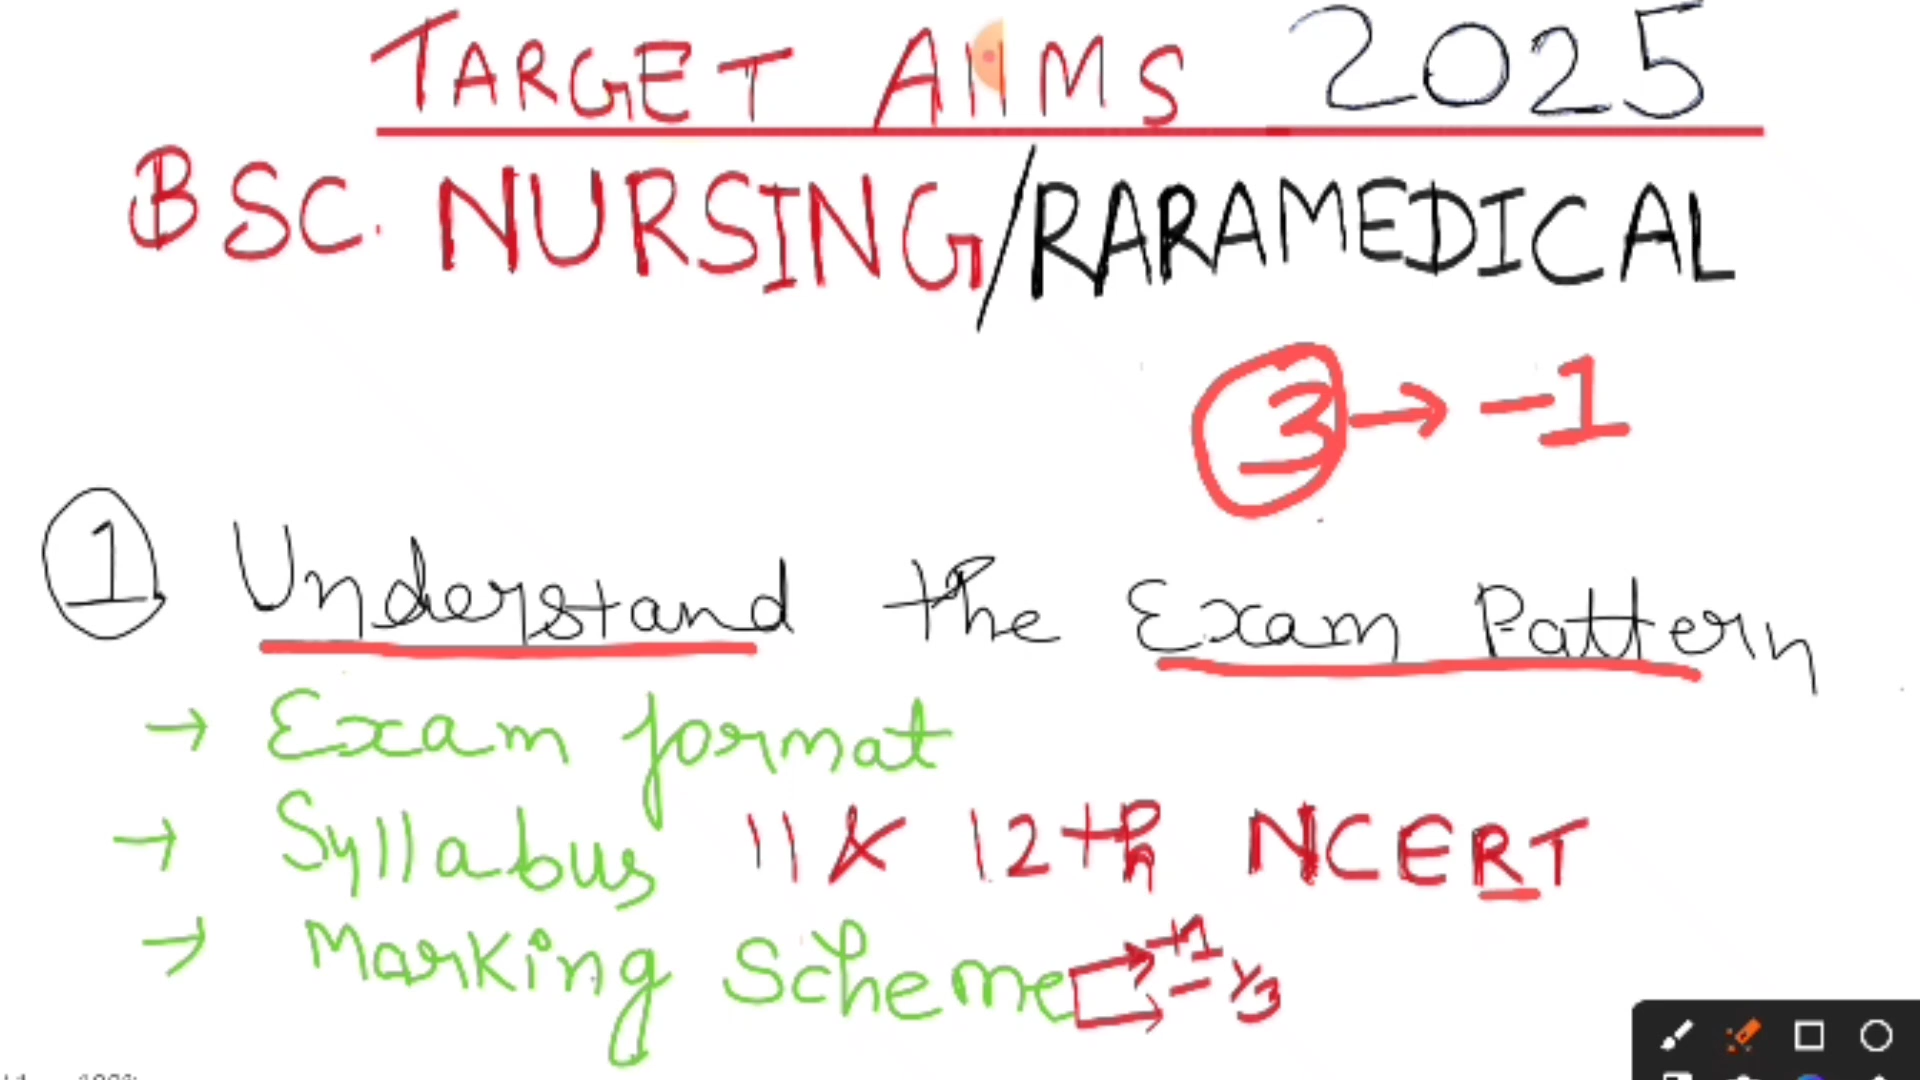 TARGET AIIMS 2025
BSC. NURSING/RARAMEDICAL
3 → -1
1 Understand the Exam Pattern
→ Exam format
→ Syllabus 11 & 12th NCERT
→ Marking Scheme → +1
→ - 1/3